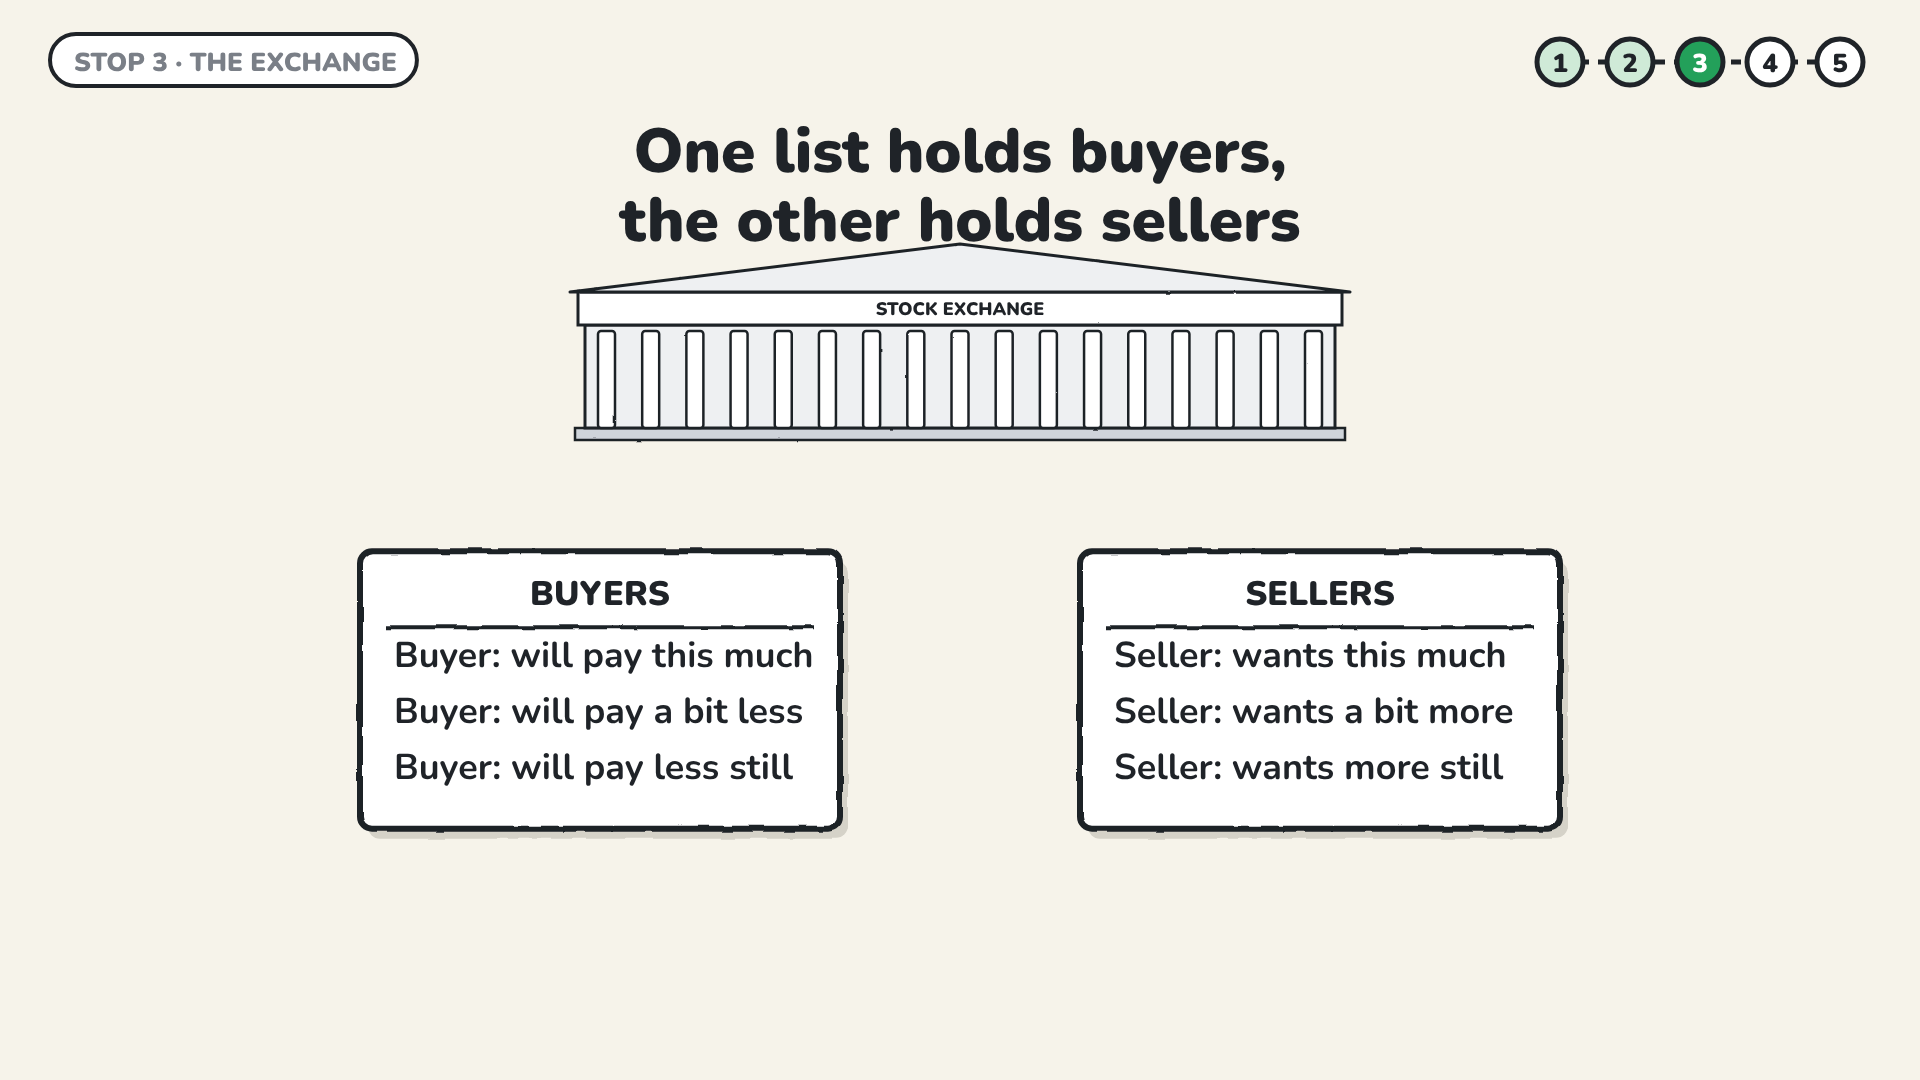 STOP 3 · THE EXCHANGE
1 2 3 4 5
One list holds buyers,
the other holds sellers
STOCK EXCHANGE
BUYERS
Buyer: will pay this much
Buyer: will pay a bit less
Buyer: will pay less still
SELLERS
Seller: wants this much
Seller: wants a bit more
Seller: wants more still